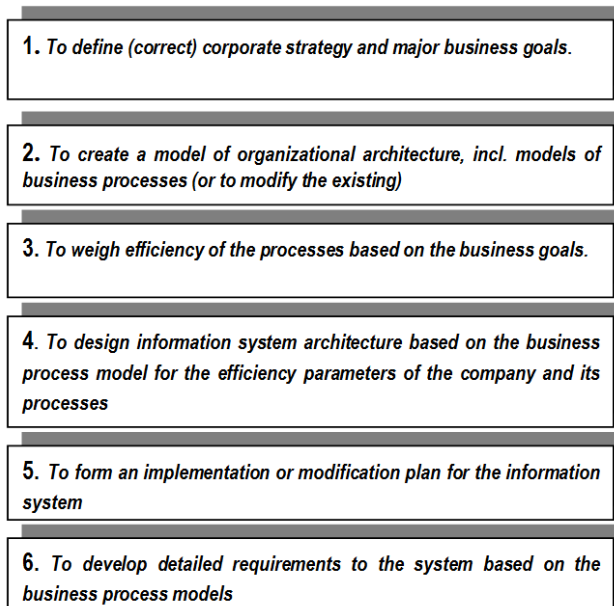 1. To define (correct) corporate strategy and major business goals.
2. To create a model of organizational architecture, incl. models of
business processes (or to modify the existing)
3. To weigh efficiency of the processes based on the business goals.
4. To design information system architecture based on the business
process model for the efficiency parameters of the company and its
processes
5. To form an implementation or modification plan for the information
system
6. To develop detailed requirements to the system based on the
business process models